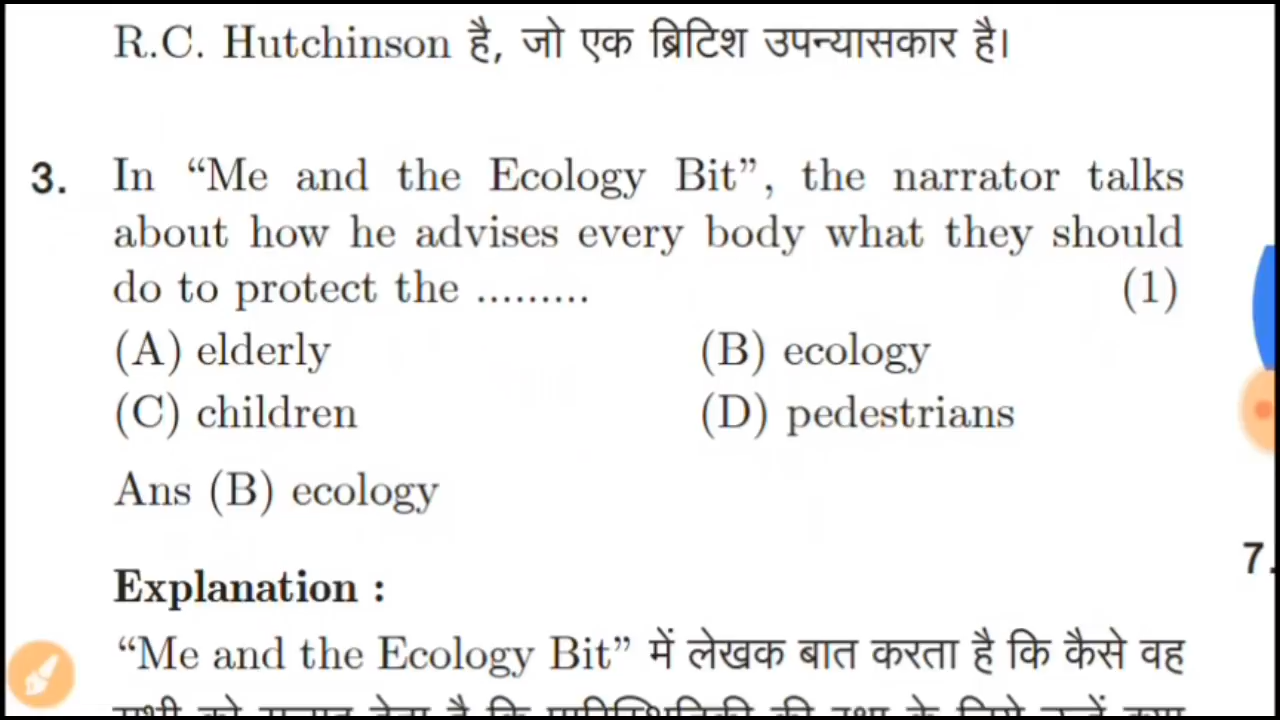 R.C. Hutchinson है, जो एक ब्रिटिश उपन्यासकार है।
3. In “Me and the Ecology Bit”, the narrator talks
about how he advises every body what they should
do to protect the ......... (1)
(A) elderly (B) ecology
(C) children (D) pedestrians
Ans (B) ecology
Explanation :
7.
“Me and the Ecology Bit” में लेखक बात करता है कि कैसे वह